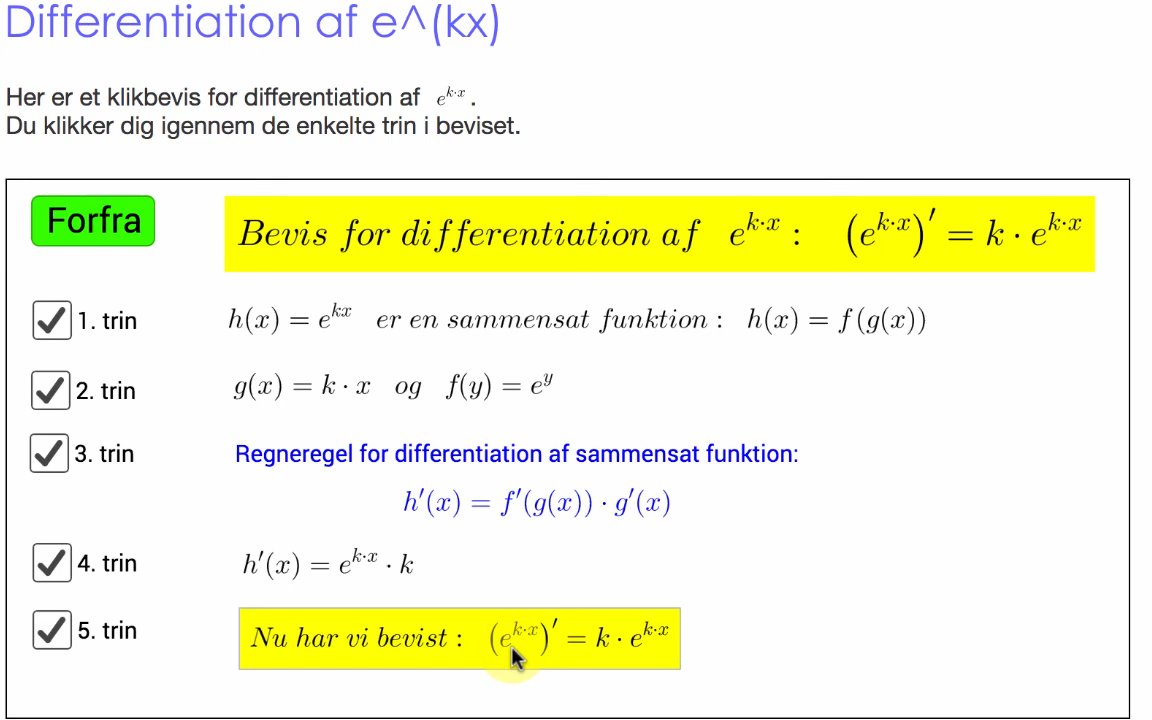 Differentiation af e^(kx)
Her er et klikbevis for differentiation af e^{k·x}.
Du klikker dig igennem de enkelte trin i beviset.
Forfra
Bevis for differentiation af e^{k·x} : (e^{k·x})′ = k · e^{k·x}
1. trin h(x) = e^{kx} er en sammensat funktion : h(x) = f(g(x))
2. trin g(x) = k · x og f(y) = e^y
3. trin Regneregel for differentiation af sammensat funktion:
h′(x) = f′(g(x)) · g′(x)
4. trin h′(x) = e^{k·x} · k
5. trin Nu har vi bevist : (e^{k·x})′ = k · e^{k·x}